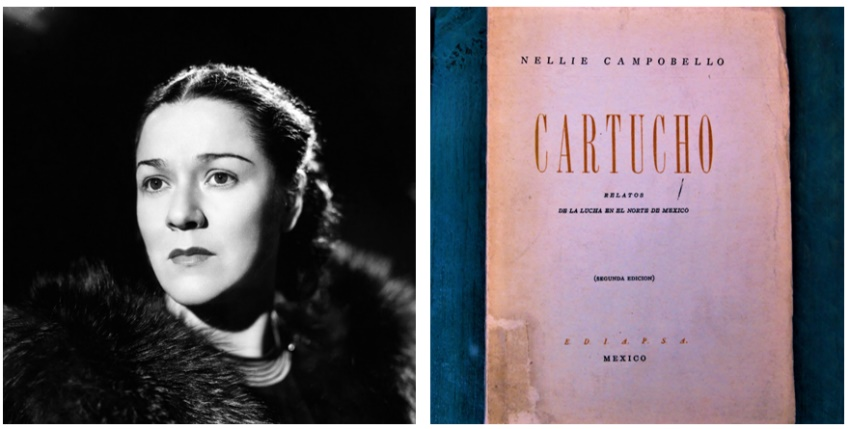 NELLIE CAMPOBELLO
CARTUCHO
RELATOS
DE LA LUCHA EN EL NORTE DE MEXICO
(SEGUNDA EDICION)
E D I A. P. S. A.
MEXICO